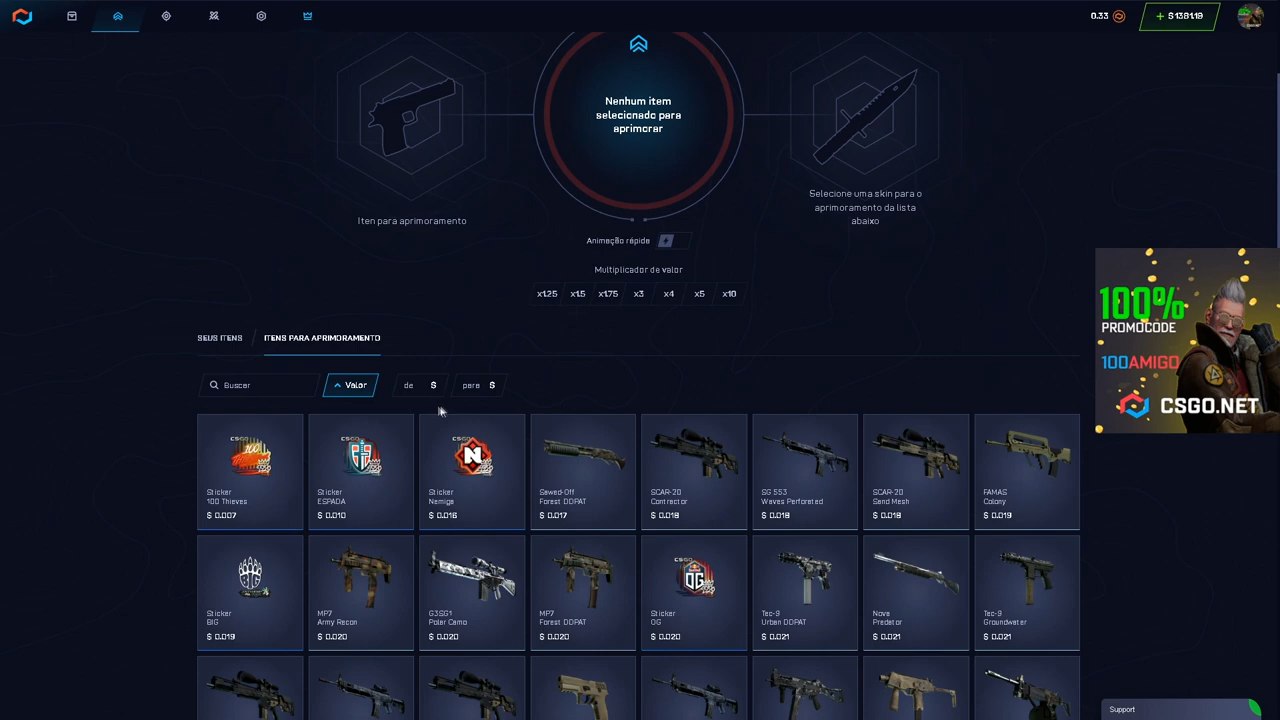 0.33
+ $ 1381.19
Nenhum item
selecionado para
aprimorar
Iten para aprimoramento
Selecione uma skin para o
aprimoramento da lista
abaixo
Animação rápida
Multiplicador de valor
x1.25 x1.5 x1.75 x3 x4 x5 x10
SEUS ITENS / ITENS PARA APRIMORAMENTO
Buscar Valor de $ para $
100%
PROMOCODE
100AMIGO
CSGO.NET
Sticker
100 Thieves
$ 0.007
Sticker
ESPADA
$ 0.010
Sticker
Nemiga
$ 0.016
Sawed-Off
Forest DDPAT
$ 0.017
SCAR-20
Contractor
$ 0.018
SG 553
Waves Perforated
$ 0.018
SCAR-20
Sand Mesh
$ 0.018
FAMAS
Colony
$ 0.019
Sticker
BIG
$ 0.019
MP7
Army Recon
$ 0.020
G3SG1
Polar Camo
$ 0.020
MP7
Forest DDPAT
$ 0.020
Sticker
OG
$ 0.020
Tec-9
Urban DDPAT
$ 0.021
Nova
Predator
$ 0.021
Tec-9
Groundwater
$ 0.021
Support